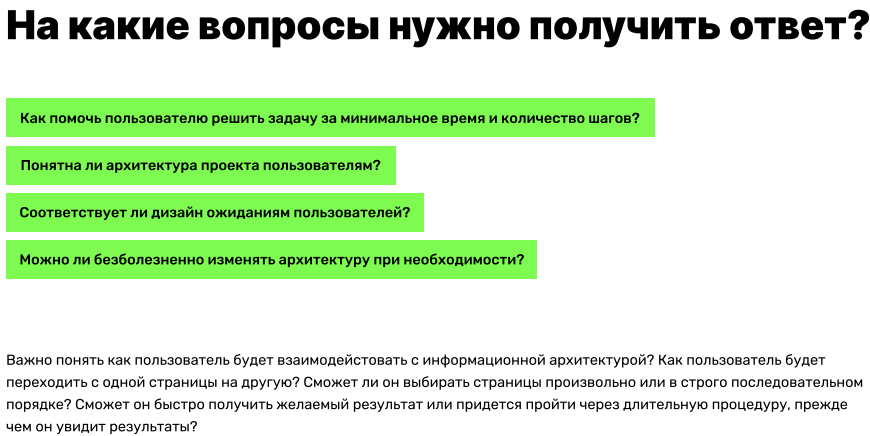 На какие вопросы нужно получить ответ?
Как помочь пользователю решить задачу за минимальное время и количество шагов?
Понятна ли архитектура проекта пользователям?
Соответствует ли дизайн ожиданиям пользователей?
Можно ли безболезненно изменять архитектуру при необходимости?
Важно понять как пользователь будет взаимодейстовать с информационной архитектурой? Как пользователь будет
переходить с одной страницы на другую? Сможет ли он выбирать страницы произвольно или в строго последовательном
порядке? Сможет он быстро получить желаемый результат или придется пройти через длительную процедуру, прежде
чем он увидит результаты?